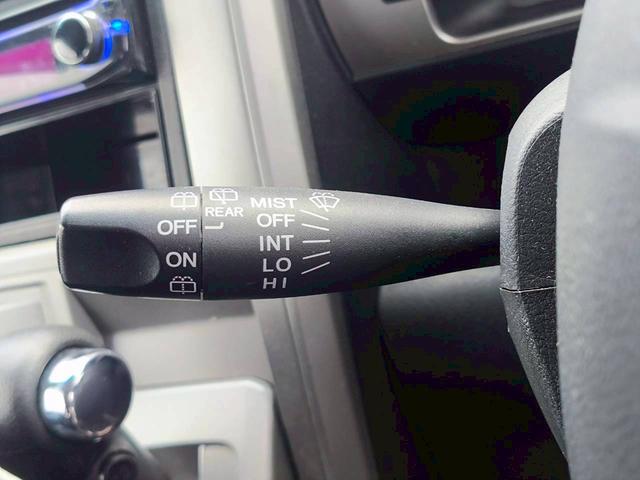 OFF
ON
REAR
MIST
OFF
INT
LO
HI